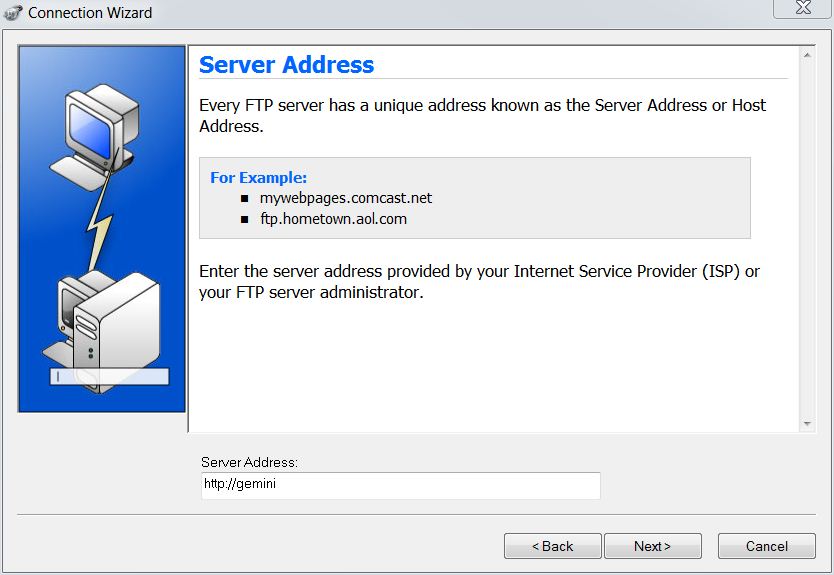 Connection Wizard
Server Address
Every FTP server has a unique address known as the Server Address or Host
Address.
For Example:
■ mywebpages.comcast.net
■ ftp.hometown.aol.com
Enter the server address provided by your Internet Service Provider (ISP) or
your FTP server administrator.
Server Address:
http://gemini
< Back Next > Cancel